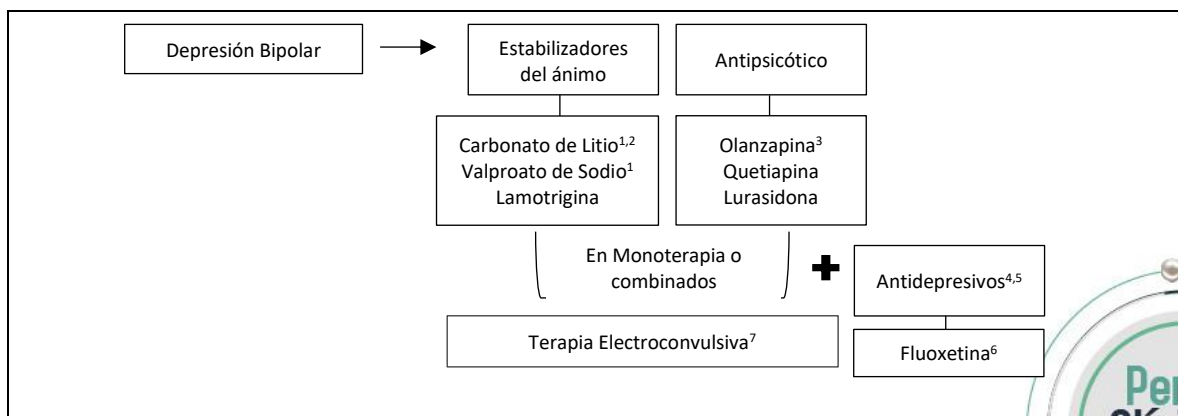 Depresión Bipolar
Estabilizadores
del ánimo
Antipsicótico
Carbonato de Litio1,2
Valproato de Sodio1
Lamotrigina
Olanzapina3
Quetiapina
Lurasidona
En Monoterapia o
combinados
Antidepresivos4,5
Terapia Electroconvulsiva7
Fluoxetina6